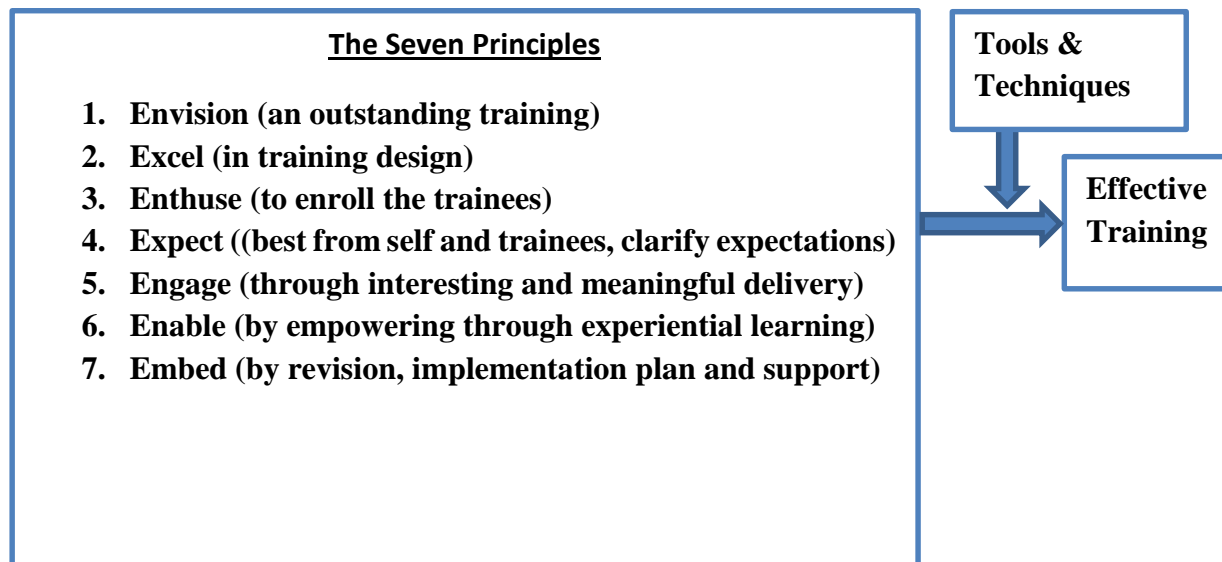 The Seven Principles
1. Envision (an outstanding training)
2. Excel (in training design)
3. Enthuse (to enroll the trainees)
4. Expect ((best from self and trainees, clarify expectations)
5. Engage (through interesting and meaningful delivery)
6. Enable (by empowering through experiential learning)
7. Embed (by revision, implementation plan and support)
Tools &
Techniques
Effective
Training